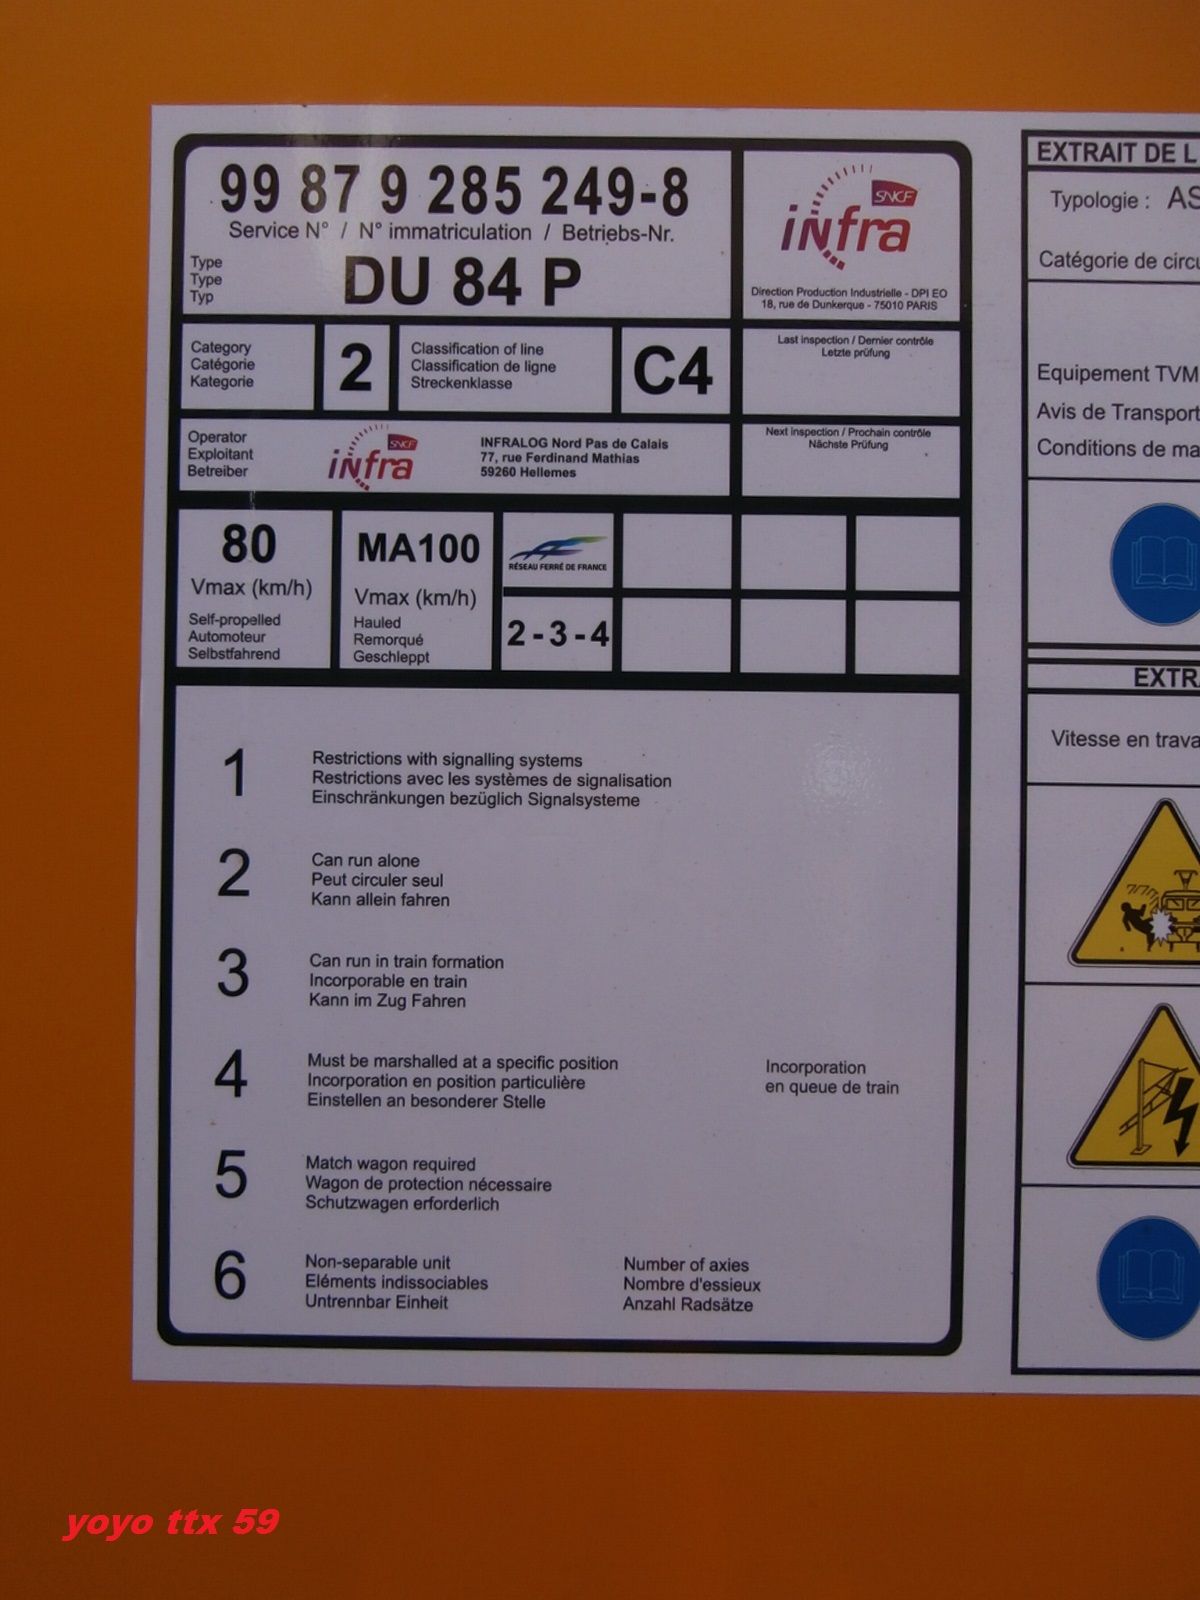 99 87 9 285 249-8
Service N° / N° immatriculation / Betriebs-Nr.
Type
Type
Typ
DU 84 P
SNCF
infra
Direction Production Industrielle - DPI EO
18, rue de Dunkerque - 75010 PARIS
Category
Catégorie
Kategorie
2
Classification of line
Classification de ligne
Streckenklasse
C4
Last inspection / Dernier contrôle
Letzte prüfung
Operator
Exploitant
Betreiber
SNCF
infra
INFRALOG Nord Pas de Calais
77, rue Ferdinand Mathias
59260 Hellemes
Next inspection / Prochain contrôle
Nächste Prüfung
80
Vmax (km/h)
Self-propelled
Automoteur
Selbstfahrend
MA100
Vmax (km/h)
Hauled
Remorqué
Geschleppt
RÉSEAU FERRÉ DE FRANCE
2 - 3 - 4
1
Restrictions with signalling systems
Restrictions avec les systèmes de signalisation
Einschränkungen bezüglich Signalsysteme
2
Can run alone
Peut circuler seul
Kann allein fahren
3
Can run in train formation
Incorporable en train
Kann im Zug Fahren
4
Must be marshalled at a specific position
Incorporation en position particulière
Einstellen an besonderer Stelle
Incorporation
en queue de train
5
Match wagon required
Wagon de protection nécessaire
Schutzwagen erforderlich
6
Non-separable unit
Eléments indissociables
Untrennbar Einheit
Number of axies
Nombre d'essieux
Anzahl Radsätze
EXTRAIT DE L
Typologie : AS
Catégorie de circu
Equipement TVM
Avis de Transport
Conditions de ma
EXTRA
Vitesse en trava
yoyo ttx 59